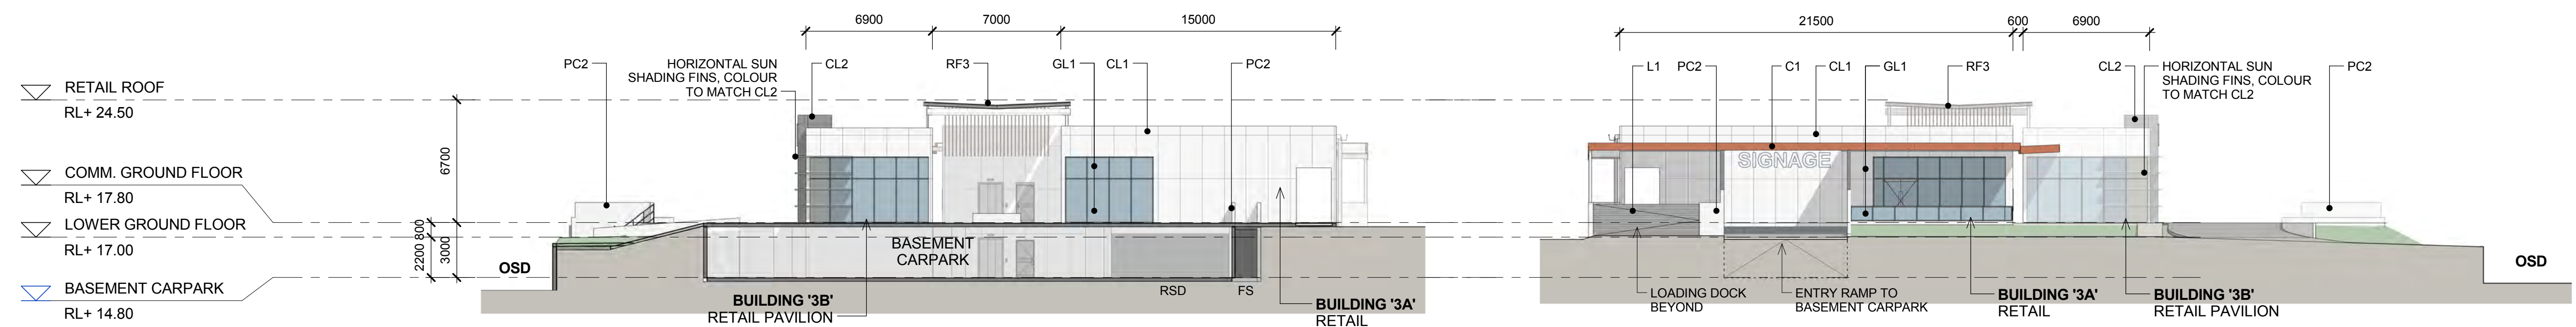 RETAIL ROOF
RL+ 24.50
COMM. GROUND FLOOR
RL+ 17.80
LOWER GROUND FLOOR
RL+ 17.00
BASEMENT CARPARK
RL+ 14.80
6700
800
2200
3000
6900
7000
15000
PC2
HORIZONTAL SUN
SHADING FINS, COLOUR
TO MATCH CL2
CL2
RF3
GL1
CL1
PC2
OSD
BASEMENT
CARPARK
RSD
FS
BUILDING '3B'
RETAIL PAVILION
BUILDING '3A'
RETAIL
21500
600
6900
L1
PC2
C1
CL1
GL1
RF3
CL2
HORIZONTAL SUN
SHADING FINS, COLOUR
TO MATCH CL2
PC2
SIGNAGE
LOADING DOCK
BEYOND
ENTRY RAMP TO
BASEMENT CARPARK
BUILDING '3A'
RETAIL
BUILDING '3B'
RETAIL PAVILION
OSD